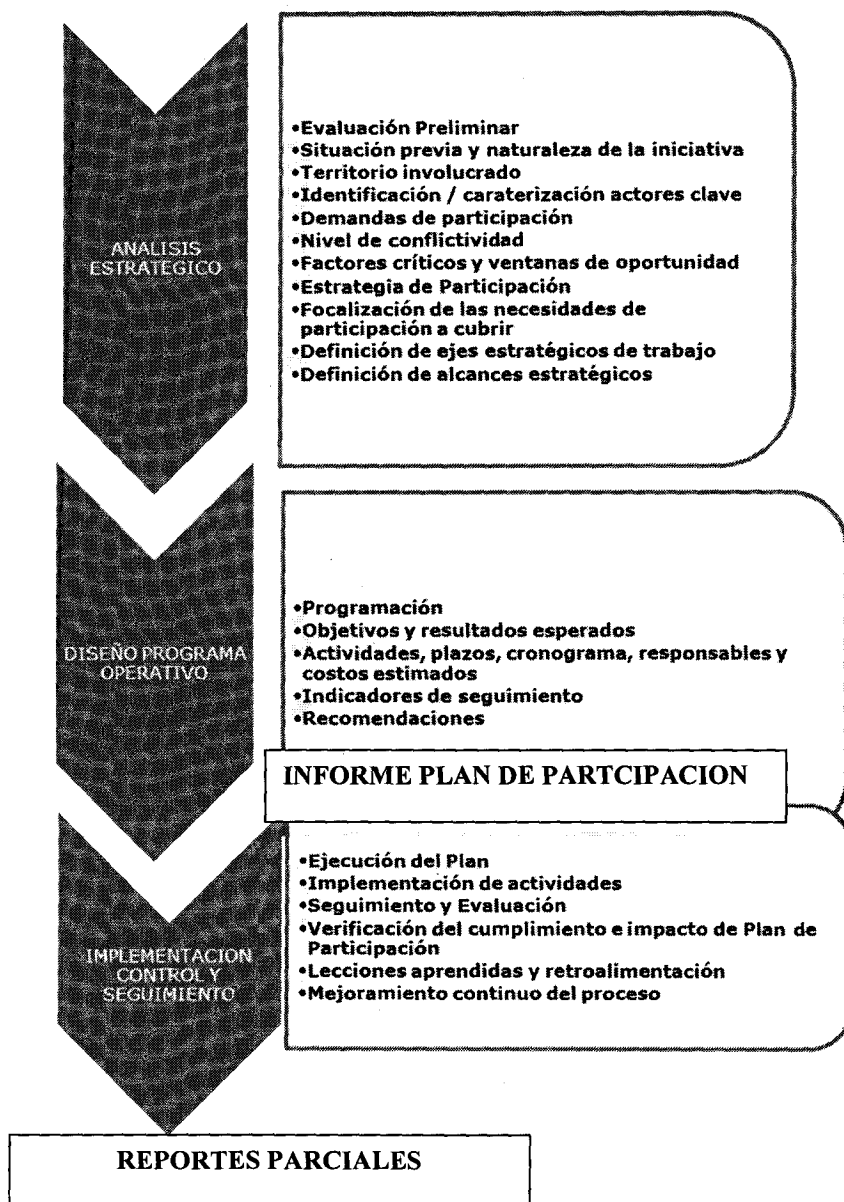 ANALISIS
ESTRATEGICO
•Evaluación Preliminar
•Situación previa y naturaleza de la iniciativa
•Territorio involucrado
•Identificación / caraterización actores clave
•Demandas de participación
•Nivel de conflictividad
•Factores críticos y ventanas de oportunidad
•Estrategia de Participación
•Focalización de las necesidades de
participación a cubrir
•Definición de ejes estratégicos de trabajo
•Definición de alcances estratégicos
DISEÑO PROGRAMA
OPERATIVO
•Programación
•Objetivos y resultados esperados
•Actividades, plazos, cronograma, responsables y
costos estimados
•Indicadores de seguimiento
•Recomendaciones
INFORME PLAN DE PARTCIPACION
IMPLEMENTACION
CONTROL Y
SEGUIMIENTO
•Ejecución del Plan
•Implementación de actividades
•Seguimiento y Evaluación
•Verificación del cumplimiento e impacto de Plan de
Participación
•Lecciones aprendidas y retroalimentación
•Mejoramiento continuo del proceso
REPORTES PARCIALES